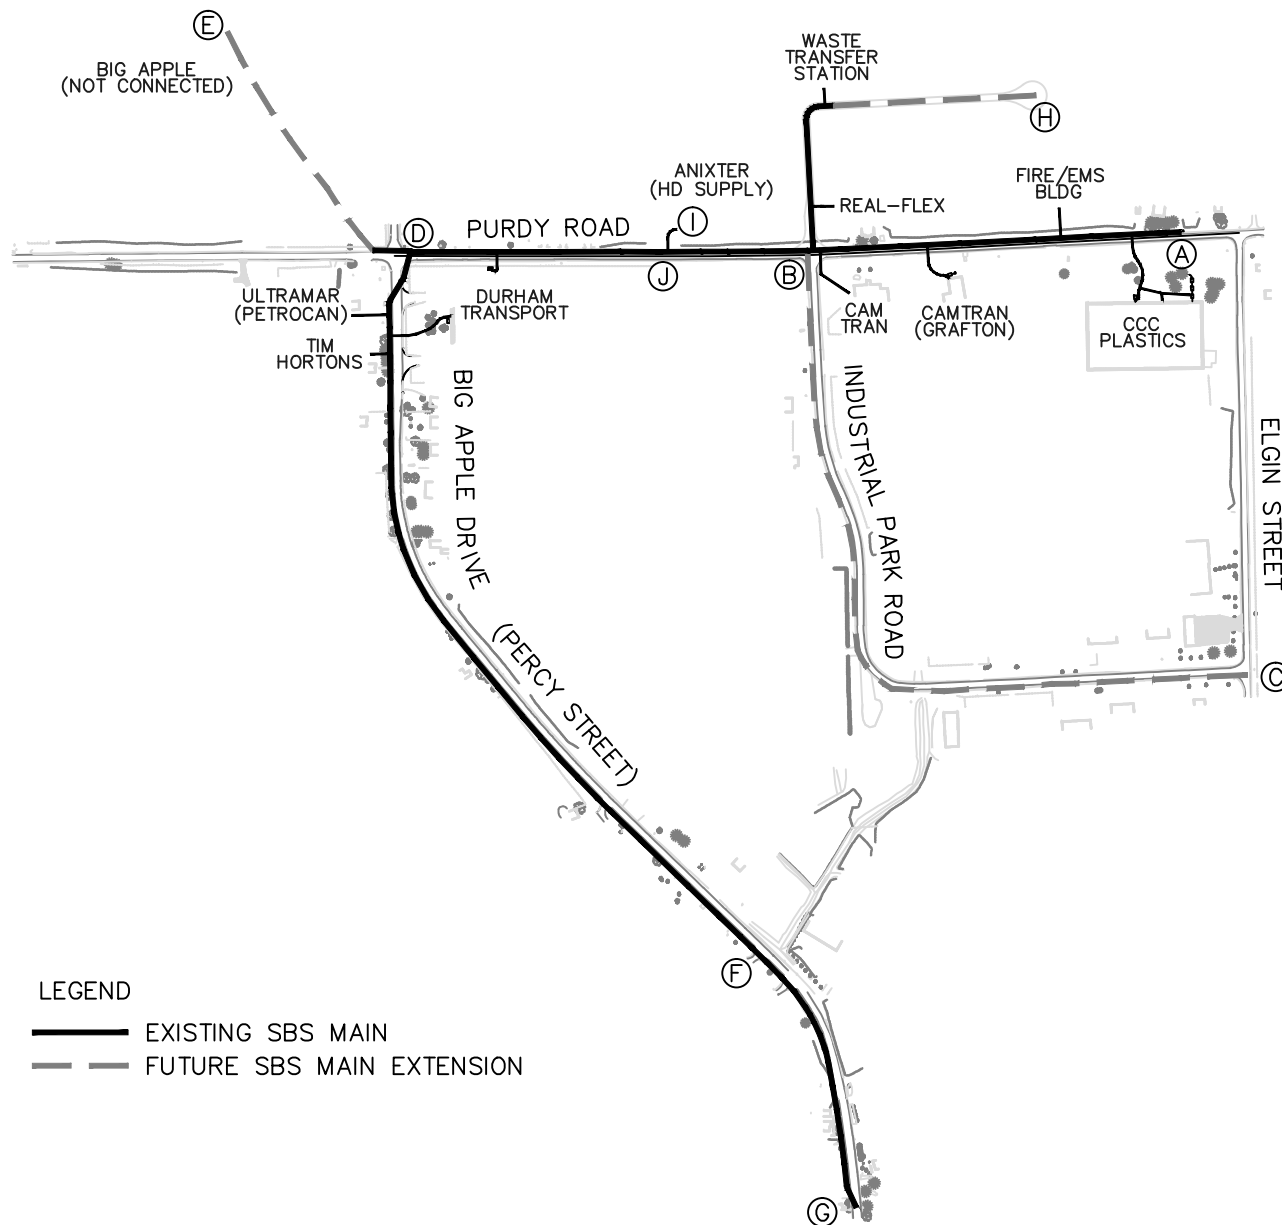 E
BIG APPLE
(NOT CONNECTED)
WASTE
TRANSFER
STATION
H
ANIXTER
(HD SUPPLY)
FIRE/EMS
BLDG
REAL-FLEX
D
PURDY ROAD
I
A
J
B
ULTRAMAR
(PETROCAN)
DURHAM
TRANSPORT
CAM
TRAN
CAMTRAN
(GRAFTON)
CCC
PLASTICS
TIM
HORTONS
BIG APPLE DRIVE
INDUSTRIAL PARK ROAD
ELGIN STREET
(PERCY STREET)
C
F
LEGEND
EXISTING SBS MAIN
FUTURE SBS MAIN EXTENSION
G